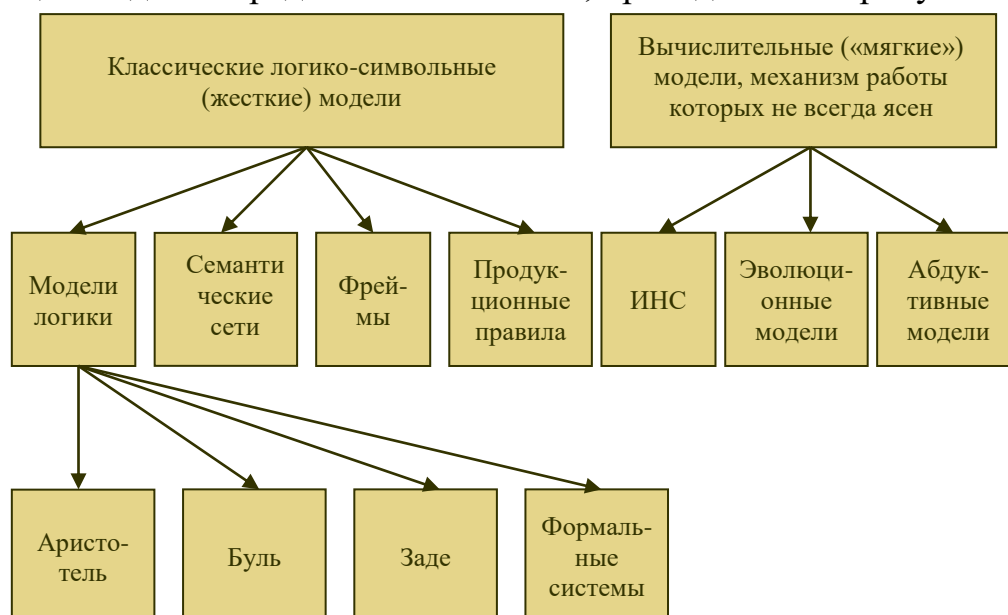 Классические логико-символьные
(жесткие) модели
Вычислительные («мягкие»)
модели, механизм работы
которых не всегда ясен
Модели
логики
Семанти
ческие
сети
Фрей-
мы
Продук-
ционные
правила
ИНС
Эволюци-
онные
модели
Абдук-
тивные
модели
Аристо-
тель
Буль
Заде
Формаль-
ные
системы